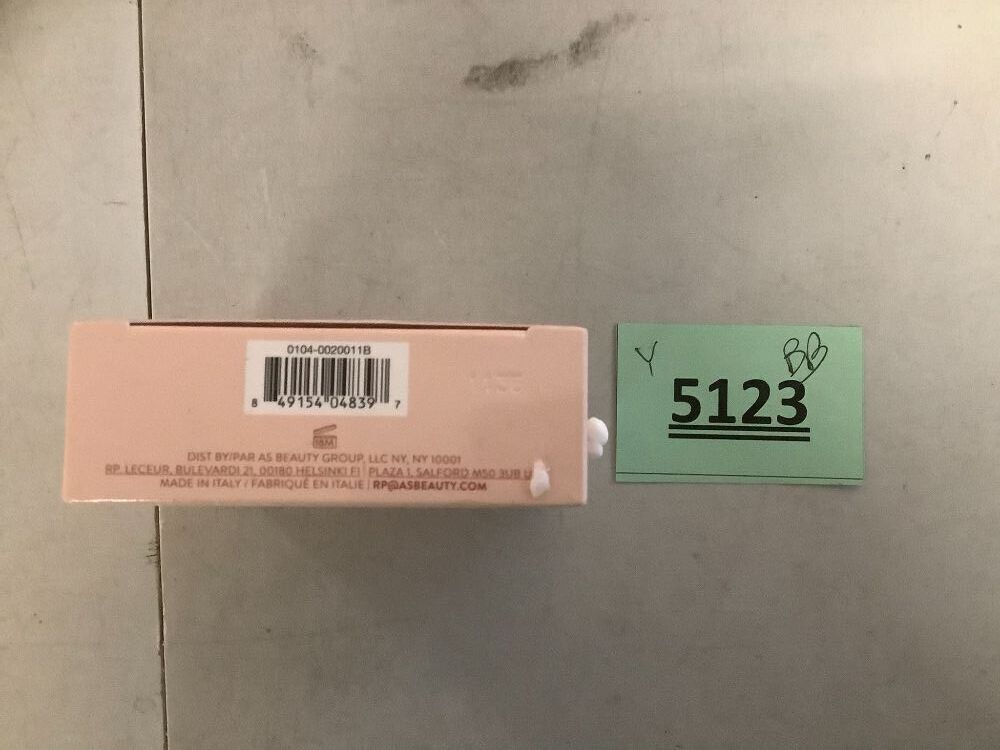 0104-0020011B
8 49154 04839 7
18M
DIST BY/PAR AS BEAUTY GROUP, LLC NY, NY 10001
RP. LECEUR, BULEVARDI 21, 00180 HELSINKI FI | PLAZA 1, SALFORD M50 3UB
MADE IN ITALY / FABRIQUÉ EN ITALIE | RP@ASBEAUTY.COM
Y BB
5123